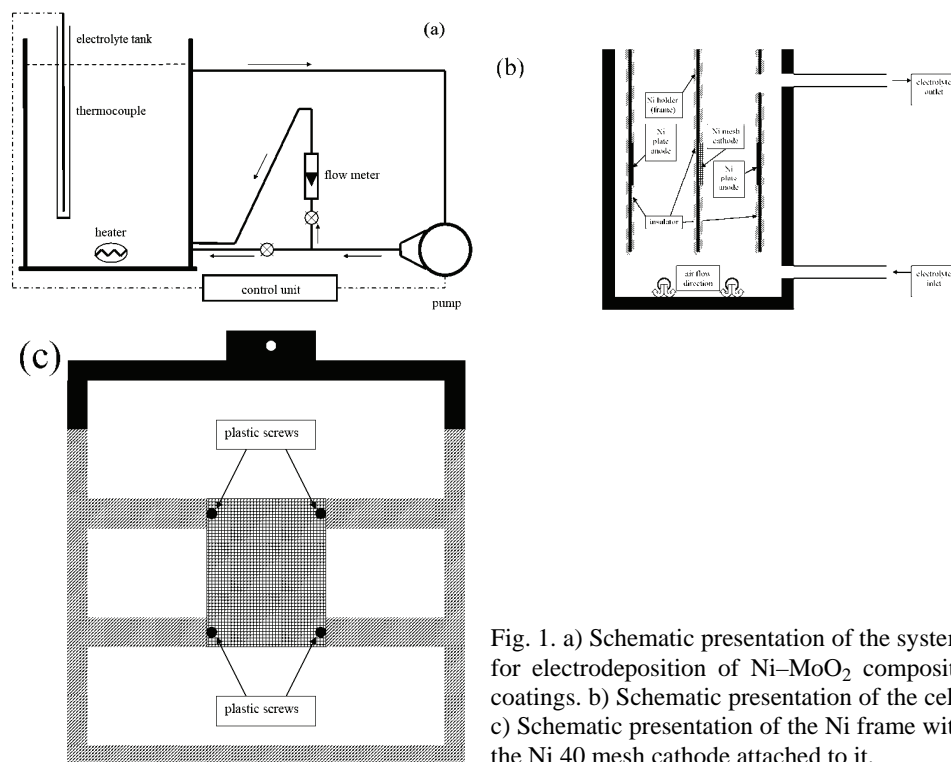 (a)
electrolyte tank
thermocouple
flow meter
heater
control unit
pump
(b)
Ni holder
(frame)
Ni
plate
anode
Ni mesh
cathode
Ni
plate
anode
insulator
air flow
direction
electrolyte
outlet
electrolyte
inlet
(c)
plastic screws
plastic screws
Fig. 1. a) Schematic presentation of the system
for electrodeposition of Ni–MoO₂ composit
coatings. b) Schematic presentation of the cel
c) Schematic presentation of the Ni frame wit
the Ni 40 mesh cathode attached to it.